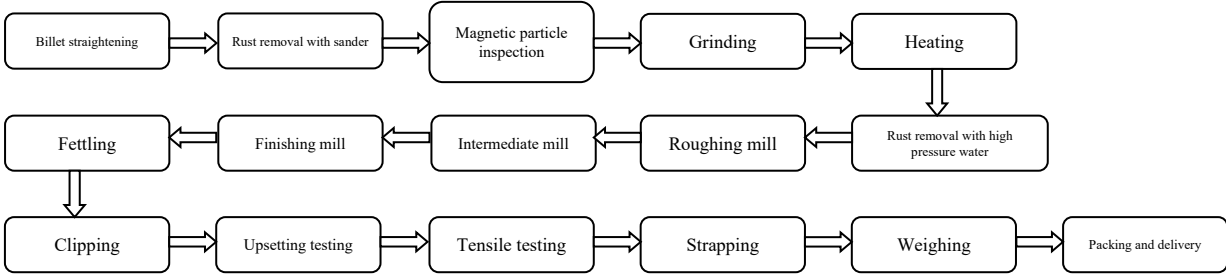 Billet straightening
Rust removal with sander
Magnetic particle
inspection
Grinding
Heating
Rust removal with high
pressure water
Roughing mill
Intermediate mill
Finishing mill
Fettling
Clipping
Upsetting testing
Tensile testing
Strapping
Weighing
Packing and delivery